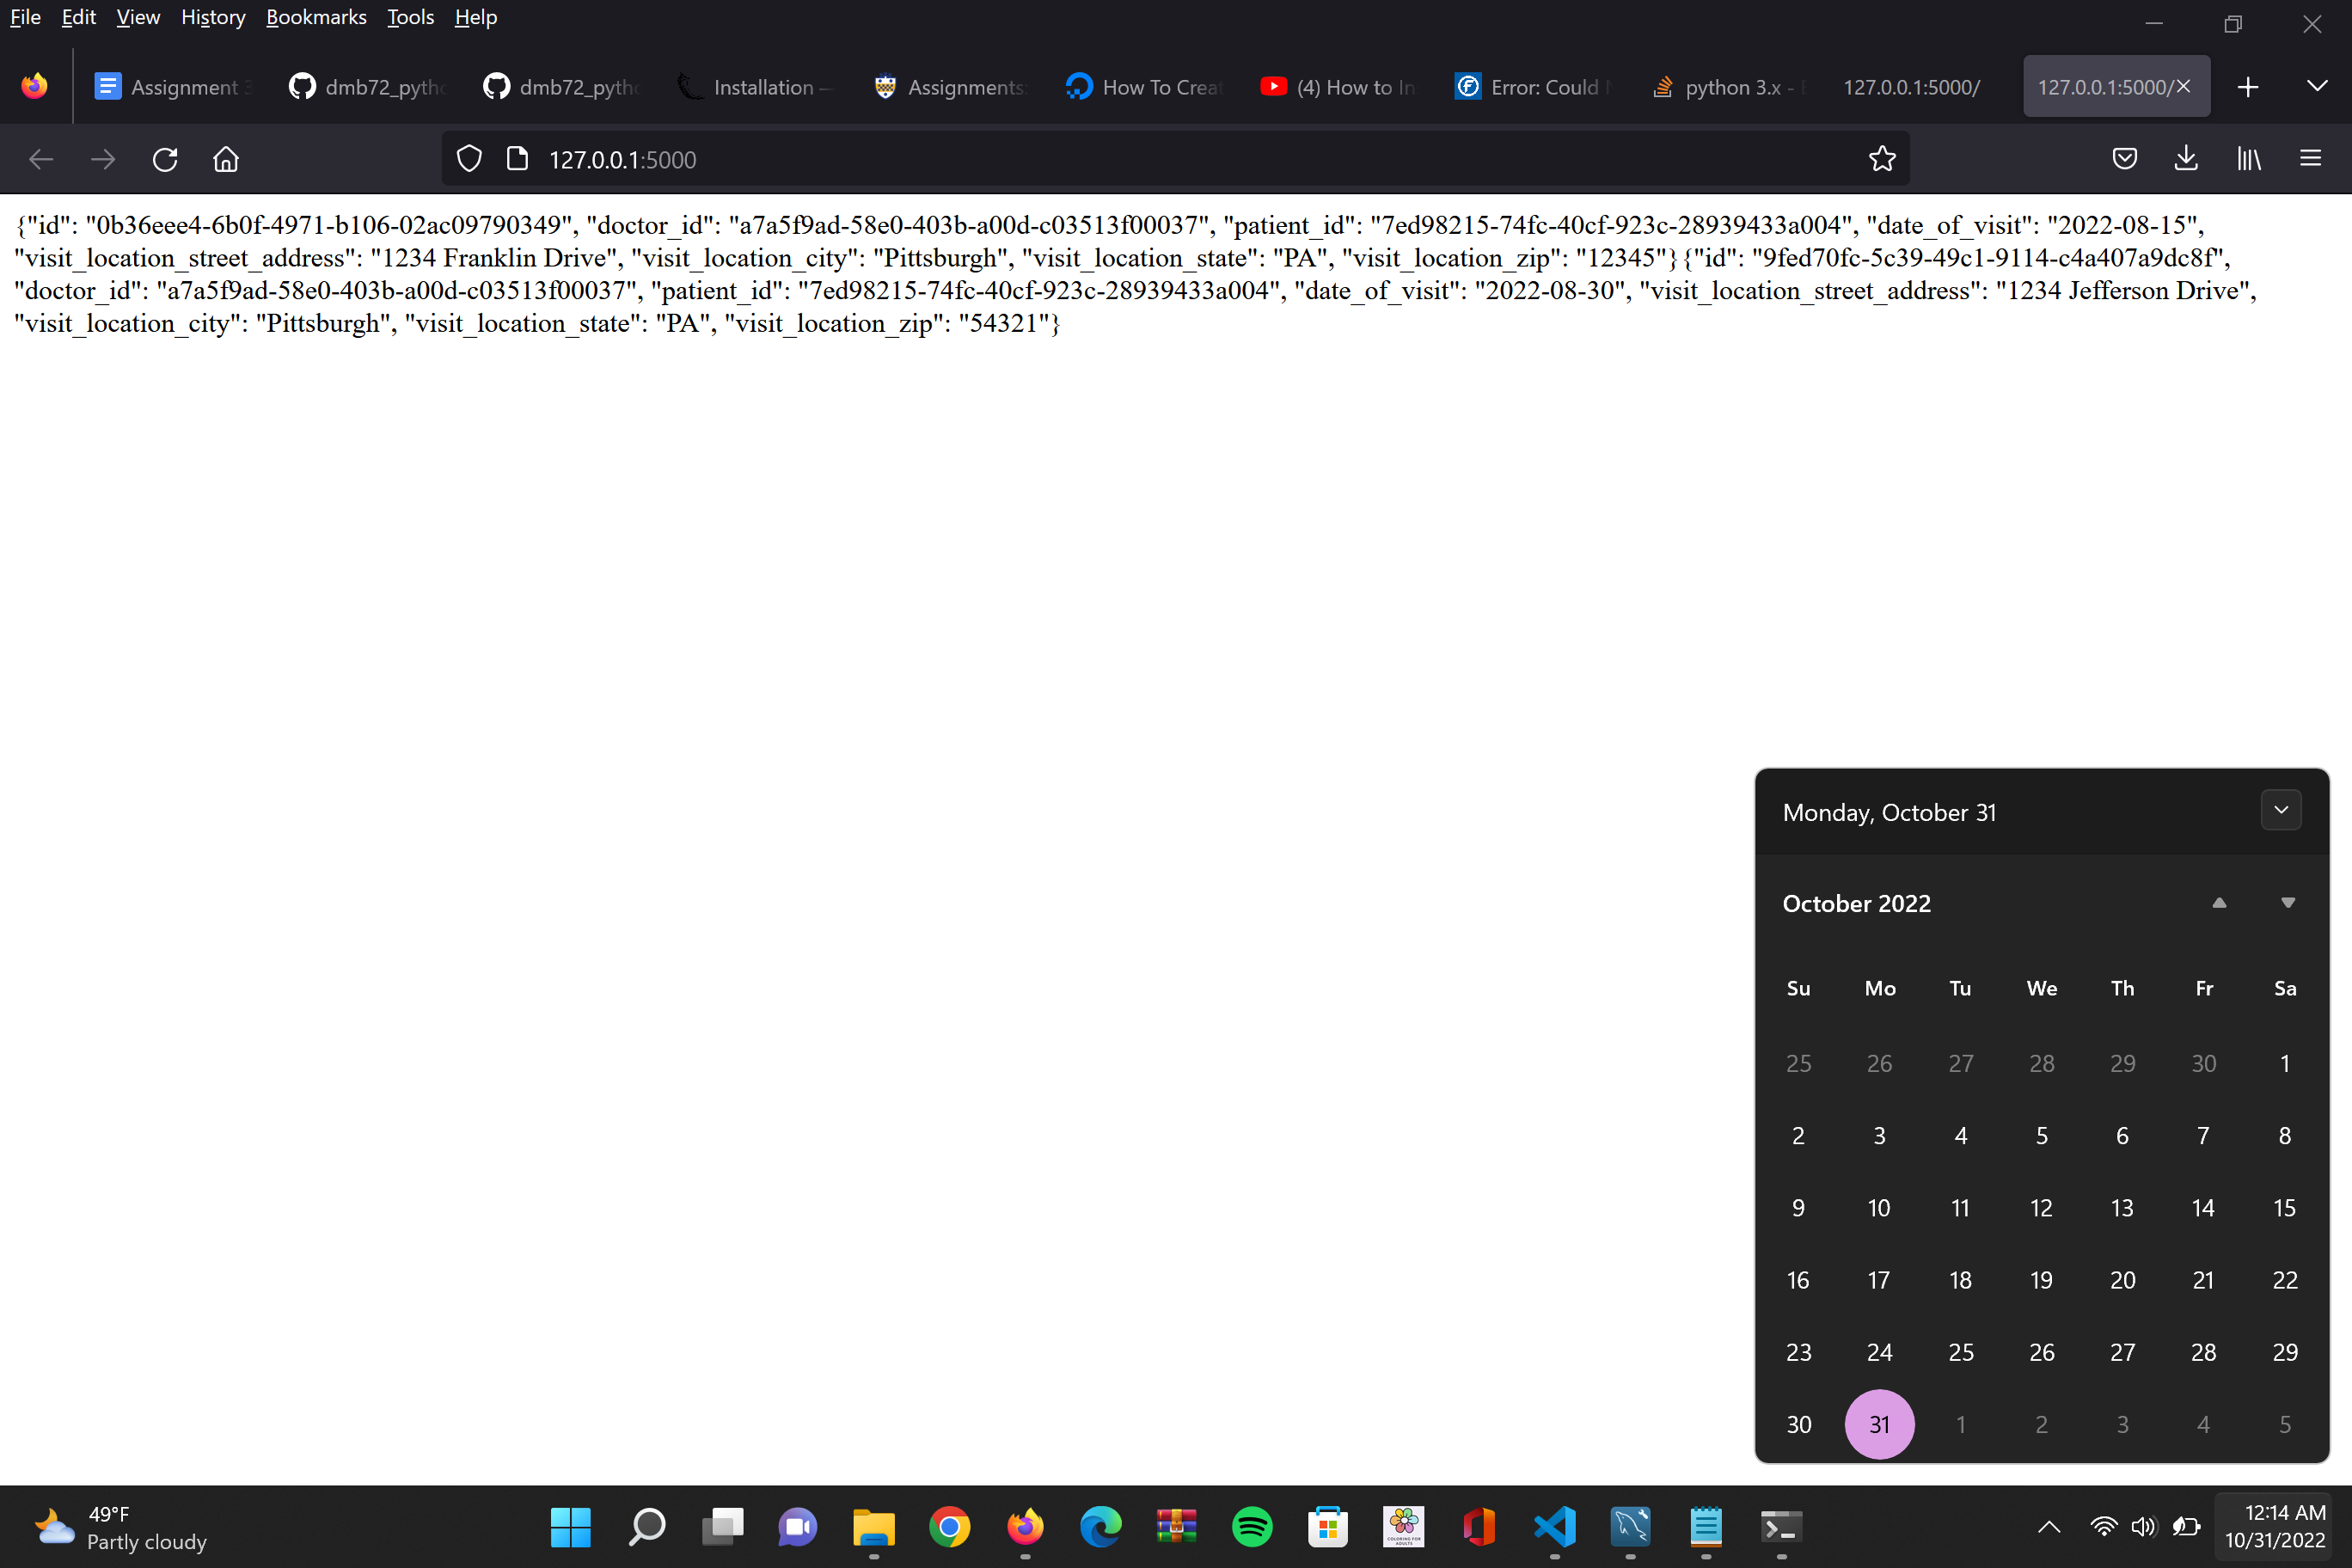 File Edit View History Bookmarks Tools Help
Assignment 3 dmb72_pytho dmb72_pytho Installation — Assignments: How To Creat (4) How to In Error: Could N python 3.x - E 127.0.0.1:5000/ 127.0.0.1:5000/
127.0.0.1:5000
{"id": "0b36eee4-6b0f-4971-b106-02ac09790349", "doctor_id": "a7a5f9ad-58e0-403b-a00d-c03513f00037", "patient_id": "7ed98215-74fc-40cf-923c-28939433a004", "date_of_visit": "2022-08-15",
"visit_location_street_address": "1234 Franklin Drive", "visit_location_city": "Pittsburgh", "visit_location_state": "PA", "visit_location_zip": "12345"}{"id": "9fed70fc-5c39-49c1-9114-c4a407a9dc8f",
"doctor_id": "a7a5f9ad-58e0-403b-a00d-c03513f00037", "patient_id": "7ed98215-74fc-40cf-923c-28939433a004", "date_of_visit": "2022-08-30", "visit_location_street_address": "1234 Jefferson Drive",
"visit_location_city": "Pittsburgh", "visit_location_state": "PA", "visit_location_zip": "54321"}
Monday, October 31
October 2022
Su Mo Tu We Th Fr Sa
25 26 27 28 29 30 1
2 3 4 5 6 7 8
9 10 11 12 13 14 15
16 17 18 19 20 21 22
23 24 25 26 27 28 29
30 31 1 2 3 4 5
49°F
Partly cloudy
COLORING FOR
ADULTS
12:14 AM
10/31/2022